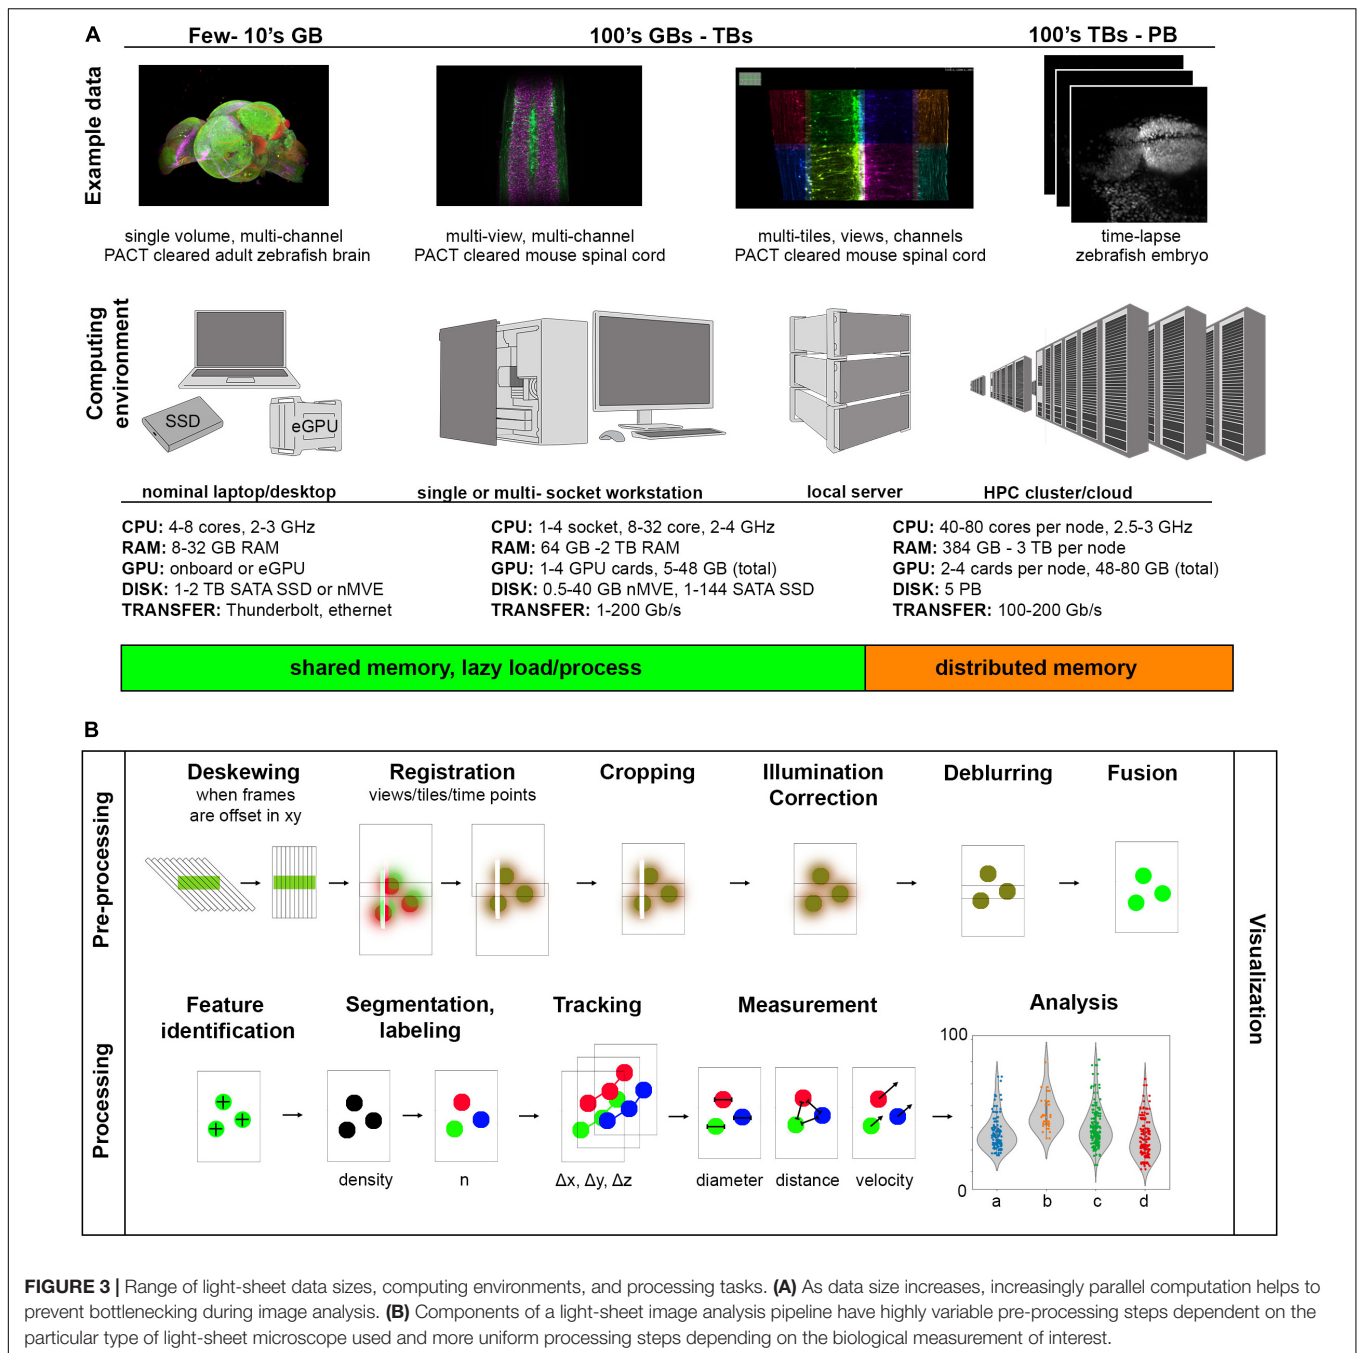 A
Few- 10's GB
100's GBs - TBs
100's TBs - PB
Example data
single volume, multi-channel
PACT cleared adult zebrafish brain
multi-view, multi-channel
PACT cleared mouse spinal cord
multi-tiles, views, channels
PACT cleared mouse spinal cord
time-lapse
zebrafish embryo
Computing
environment
SSD
eGPU
nominal laptop/desktop
single or multi- socket workstation
local server
HPC cluster/cloud
CPU: 4-8 cores, 2-3 GHz
RAM: 8-32 GB RAM
GPU: onboard or eGPU
DISK: 1-2 TB SATA SSD or nMVE
TRANSFER: Thunderbolt, ethernet
CPU: 1-4 socket, 8-32 core, 2-4 GHz
RAM: 64 GB -2 TB RAM
GPU: 1-4 GPU cards, 5-48 GB (total)
DISK: 0.5-40 GB nMVE, 1-144 SATA SSD
TRANSFER: 1-200 Gb/s
CPU: 40-80 cores per node, 2.5-3 GHz
RAM: 384 GB - 3 TB per node
GPU: 2-4 cards per node, 48-80 GB (total)
DISK: 5 PB
TRANSFER: 100-200 Gb/s
shared memory, lazy load/process
distributed memory
B
Pre-processing
Deskewing
when frames
are offset in xy
Registration
views/tiles/time points
Cropping
Illumination
Correction
Deblurring
Fusion
Visualization
Processing
Feature
identification
Segmentation,
labeling
density
n
Tracking
Δx, Δy, Δz
Measurement
diameter
distance
velocity
Analysis
100
0
a
b
c
d
FIGURE 3 | Range of light-sheet data sizes, computing environments, and processing tasks. (A) As data size increases, increasingly parallel computation helps to
prevent bottlenecking during image analysis. (B) Components of a light-sheet image analysis pipeline have highly variable pre-processing steps dependent on the
particular type of light-sheet microscope used and more uniform processing steps depending on the biological measurement of interest.